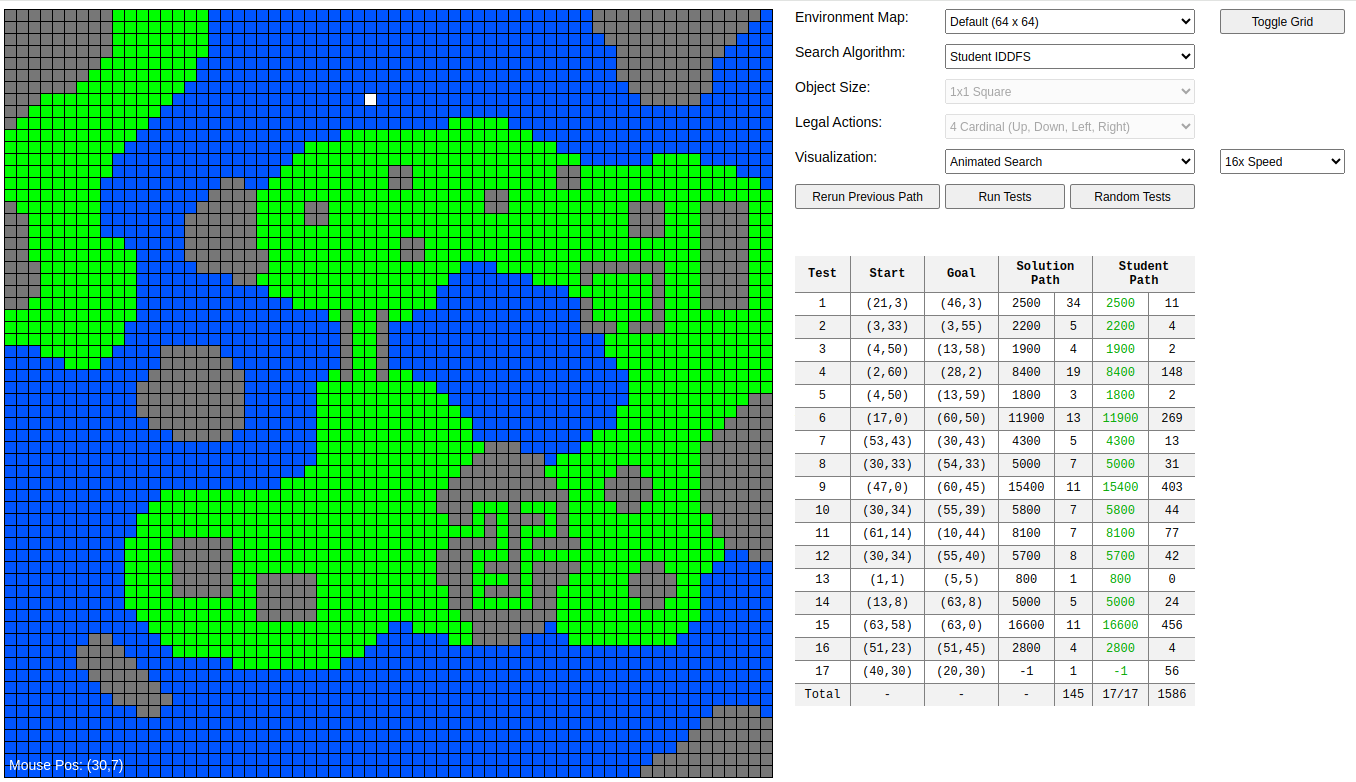 Environment Map: Default (64 x 64) Toggle Grid
Search Algorithm: Student IDDFS
Object Size: 1x1 Square
Legal Actions: 4 Cardinal (Up, Down, Left, Right)
Visualization: Animated Search 16x Speed
Rerun Previous Path Run Tests Random Tests
Test Start Goal Solution Path Student Path
1 (21,3) (46,3) 2500 34 2500 11
2 (3,33) (3,55) 2200 5 2200 4
3 (4,50) (13,58) 1900 4 1900 2
4 (2,60) (28,2) 8400 19 8400 148
5 (4,50) (13,59) 1800 3 1800 2
6 (17,0) (60,50) 11900 13 11900 269
7 (53,43) (30,43) 4300 5 4300 13
8 (30,33) (54,33) 5000 7 5000 31
9 (47,0) (60,45) 15400 11 15400 403
10 (30,34) (55,39) 5800 7 5800 44
11 (61,14) (10,44) 8100 7 8100 77
12 (30,34) (55,40) 5700 8 5700 42
13 (1,1) (5,5) 800 1 800 0
14 (13,8) (63,8) 5000 5 5000 24
15 (63,58) (63,0) 16600 11 16600 456
16 (51,23) (51,45) 2800 4 2800 4
17 (40,30) (20,30) -1 1 -1 56
Total - - - 145 17/17 1586
Mouse Pos: (30,7)